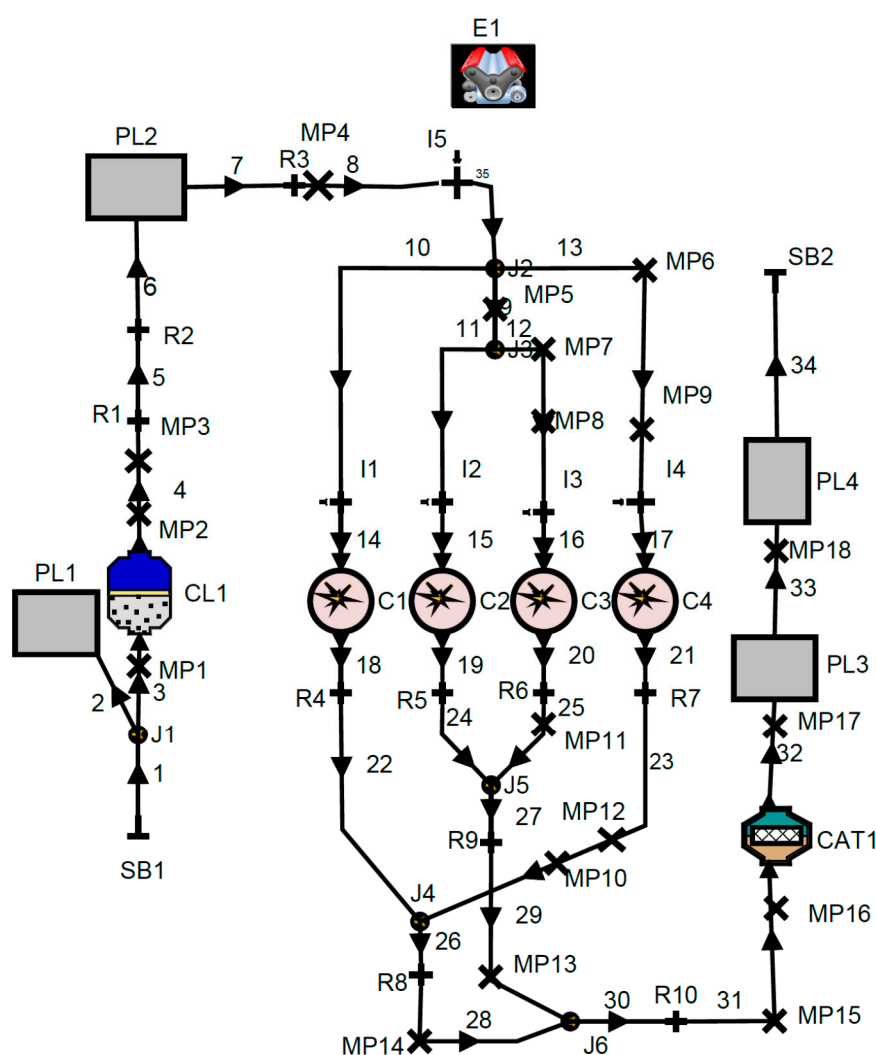 E1
PL2
7
R3
MP4
8
I5
35
6
10
J2
13
MP6
SB2
9
MP5
R2
11
12
J3
MP7
34
5
R1
MP3
MP8
MP9
4
I1
I2
I3
I4
PL4
MP2
14
15
16
17
MP18
PL1
CL1
C1
C2
C3
C4
33
MP1
18
19
20
21
PL3
2
3
R4
R5
R6
R7
24
25
MP17
J1
MP11
1
22
23
32
J5
27
MP12
SB1
R9
CAT1
MP10
J4
29
MP16
26
R8
MP13
30
R10
31
MP15
28
MP14
J6